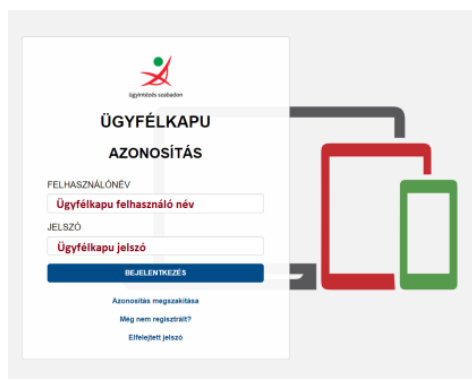 ügyintézés szabadon
ÜGYFÉLKAPU
AZONOSÍTÁS
FELHASZNÁLÓNÉV
Ügyfélkapu felhasználó név
JELSZÓ
Ügyfélkapu jelszó
BEJELENTKEZÉS
Azonosítás megszakítása
Még nem regisztrált?
Elfelejtett jelszó